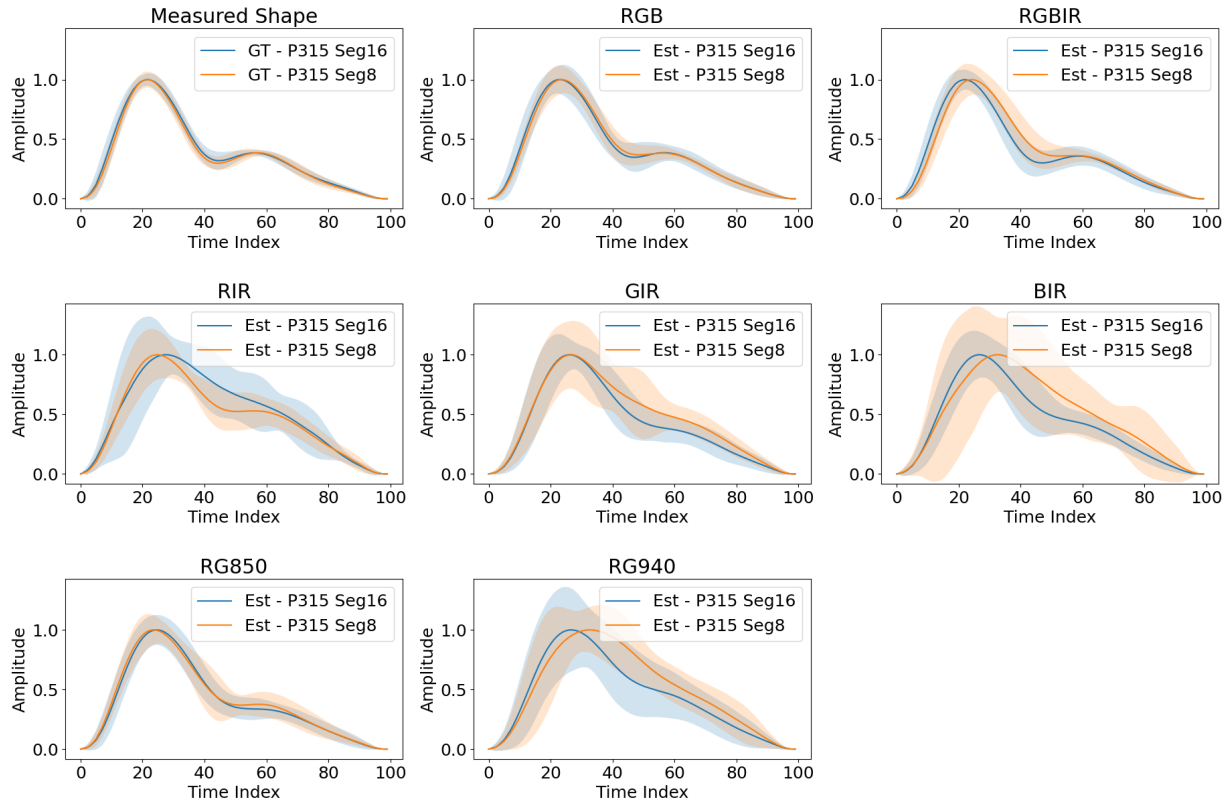 Measured Shape
Amplitude
1.0
0.5
0.0
GT - P315 Seg16
GT - P315 Seg8
0 20 40 60 80 100
Time Index
RGB
Amplitude
1.0
0.5
0.0
Est - P315 Seg16
Est - P315 Seg8
0 20 40 60 80 100
Time Index
RGBIR
Amplitude
1.0
0.5
0.0
Est - P315 Seg16
Est - P315 Seg8
0 20 40 60 80 100
Time Index
RIR
Amplitude
1.0
0.5
0.0
Est - P315 Seg16
Est - P315 Seg8
0 20 40 60 80 100
Time Index
GIR
Amplitude
1.0
0.5
0.0
Est - P315 Seg16
Est - P315 Seg8
0 20 40 60 80 100
Time Index
BIR
Amplitude
1.0
0.5
0.0
Est - P315 Seg16
Est - P315 Seg8
0 20 40 60 80 100
Time Index
RG850
Amplitude
1.0
0.5
0.0
Est - P315 Seg16
Est - P315 Seg8
0 20 40 60 80 100
Time Index
RG940
Amplitude
1.0
0.5
0.0
Est - P315 Seg16
Est - P315 Seg8
0 20 40 60 80 100
Time Index